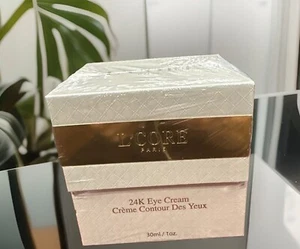 L'CORE
PARIS
24K Eye Cream
Crème Contour Des Yeux
30ml / 1oz.